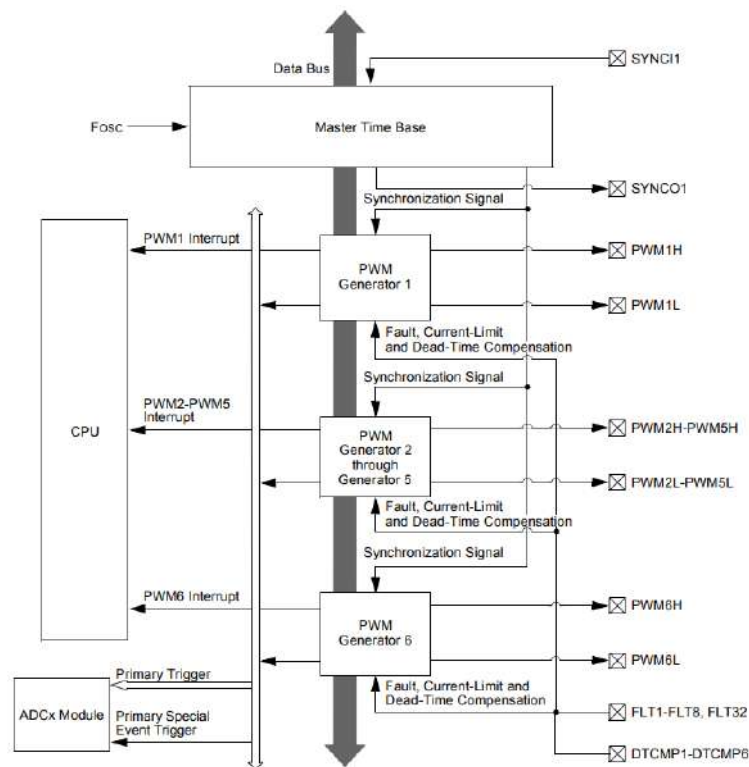 SYNCI1
Data Bus
Master Time Base
Fosc
SYNCO1
Synchronization Signal
PWM1 Interrupt
PWM
Generator 1
PWM1H
PWM1L
Fault, Current-Limit
and Dead-Time Compensation
Synchronization Signal
CPU
PWM2-PWM5
Interrupt
PWM
Generator 2
through
Generator 5
PWM2H-PWM5H
PWM2L-PWM5L
Fault, Current-Limit
and Dead-Time Compensation
Synchronization Signal
PWM6 Interrupt
PWM
Generator 6
PWM6H
PWM6L
Primary Trigger
Fault, Current-Limit and
Dead-Time Compensation
ADCx Module
Primary Special
Event Trigger
FLT1-FLT8, FLT32
DTCMP1-DTCMP6